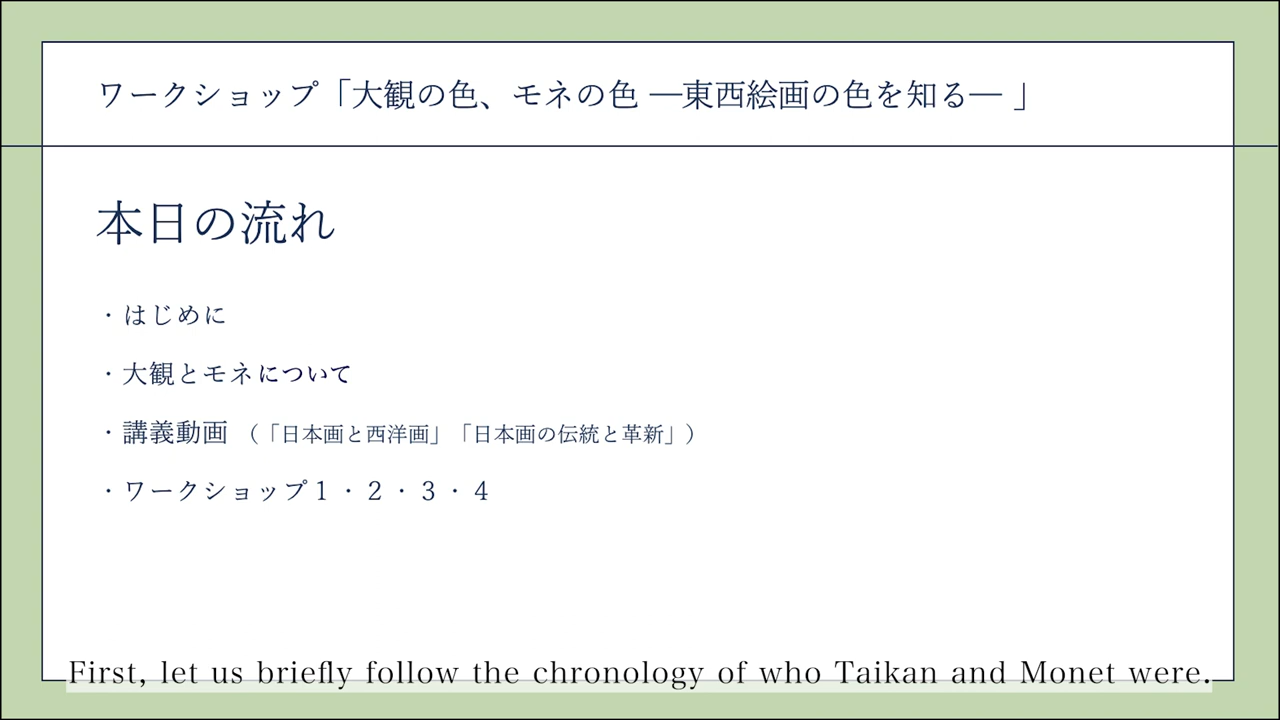 ワークショップ「大観の色、モネの色 ―東西絵画の色を知る― 」
本日の流れ
・はじめに
・大観とモネについて
・講義動画 （「日本画と西洋画」「日本画の伝統と革新」）
・ワークショップ１・２・３・４
First, let us briefly follow the chronology of who Taikan and Monet were.